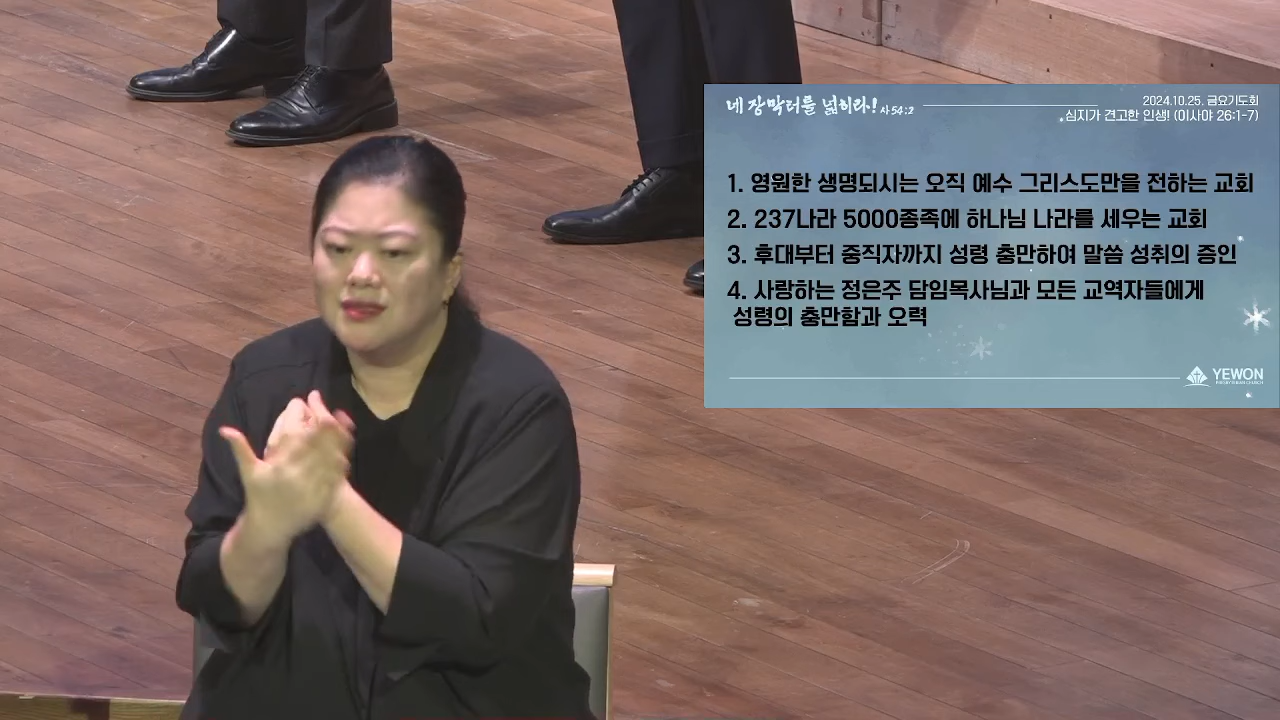 네 장막터를 넓히라! 사54:2
2024.10.25. 금요기도회
심지가 견고한 인생! (이사야 26:1-7)
1. 영원한 생명되시는 오직 예수 그리스도만을 전하는 교회
2. 237나라 5000종족에 하나님 나라를 세우는 교회
3. 후대부터 중직자까지 성령 충만하여 말씀 성취의 증인
4. 사랑하는 정은주 담임목사님과 모든 교역자들에게
성령의 충만함과 오력
YEWON
PRESBYTERIAN CHURCH